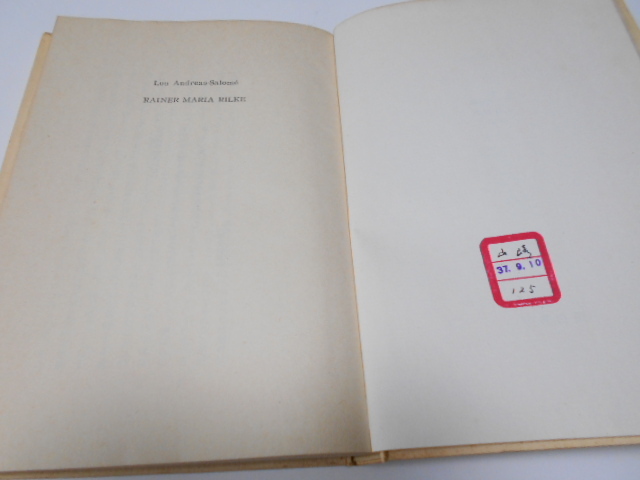 Lou Andreas-Salomé
RAINER MARIA RILKE
37. 9. 10
125